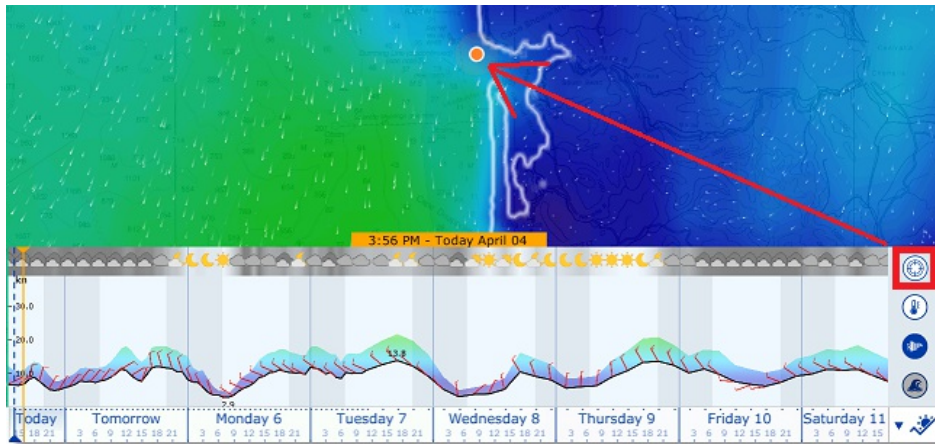 3:56 PM - Today April 04
kn
30.0
20.0
10.0
13.8
2.9
Today Tomorrow Monday 6 Tuesday 7 Wednesday 8 Thursday 9 Friday 10 Saturday 11
15 18 21 3 6 9 12 15 18 21 3 6 9 12 15 18 21 3 6 9 12 15 18 21 3 6 9 12 15 18 21 3 6 9 12 15 18 21 3 6 9 12 15 18 21 3 6 9 12 15